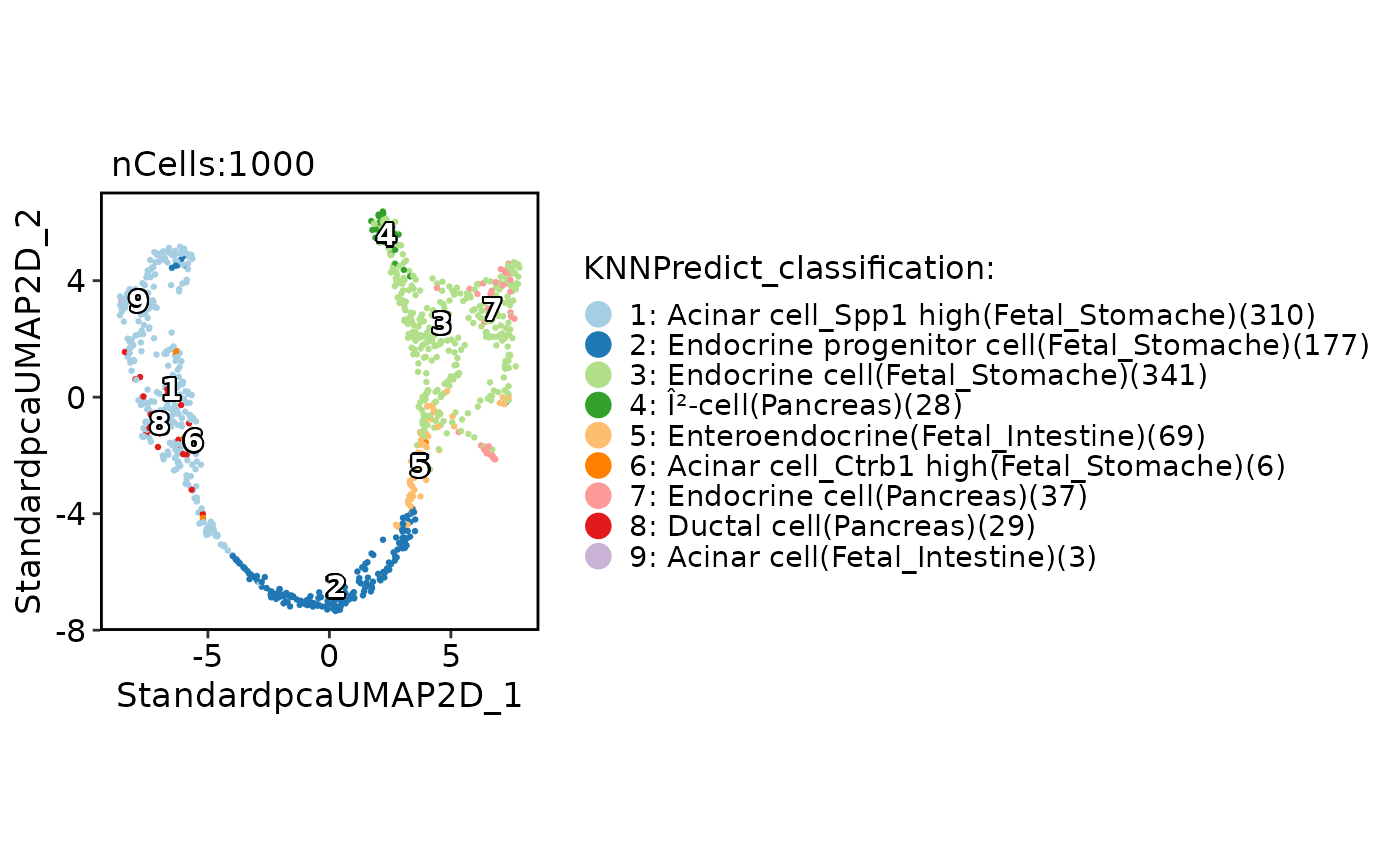 nCells:1000
StandardpcaUMAP2D_2
4
0
-4
-8
-5
0
5
StandardpcaUMAP2D_1
9
1
8
6
2
5
4
3
7
KNNPredict_classification:
1: Acinar cell_Spp1 high(Fetal_Stomache)(310)
2: Endocrine progenitor cell(Fetal_Stomache)(177)
3: Endocrine cell(Fetal_Stomache)(341)
4: Î²-cell(Pancreas)(28)
5: Enteroendocrine(Fetal_Intestine)(69)
6: Acinar cell_Ctrb1 high(Fetal_Stomache)(6)
7: Endocrine cell(Pancreas)(37)
8: Ductal cell(Pancreas)(29)
9: Acinar cell(Fetal_Intestine)(3)